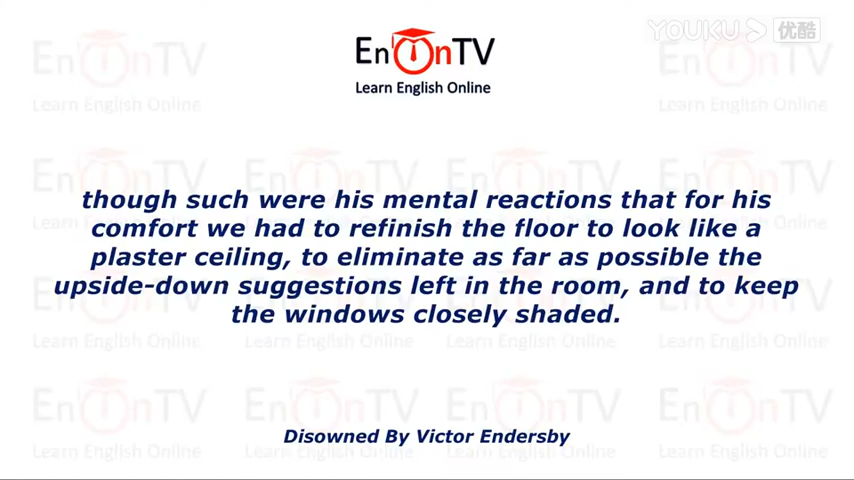 YOUKU 优酷
EnOnTV
Learn English Online
though such were his mental reactions that for his
comfort we had to refinish the floor to look like a
plaster ceiling, to eliminate as far as possible the
upside-down suggestions left in the room, and to keep
the windows closely shaded.
Disowned By Victor Endersby